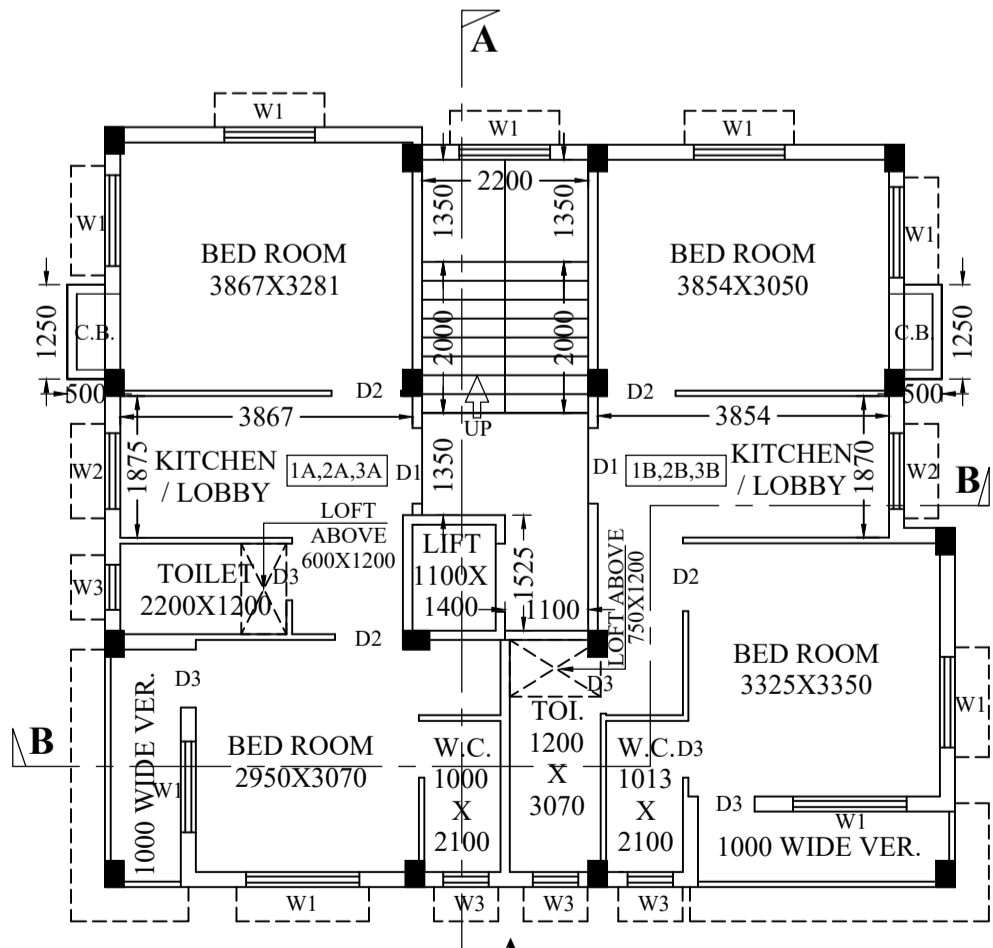 A
W1
W1
W1
2200
1350
1350
W1
BED ROOM
3867X3281
BED ROOM
3854X3050
W1
1250
C.B.
2000
2000
C.B.
1250
500
D2
D2
500
3867
UP
3854
W2
1875
KITCHEN
/ LOBBY
1A,2A,3A
D1
1350
D1
1B,2B,3B
KITCHEN
/ LOBBY
1870
W2
B
LOFT
ABOVE
600X1200
LIFT
1100X
1400
1525
1100
LOFT ABOVE
750X1200
W3
TOILET
2200X1200
D3
D2
D2
BED ROOM
3325X3350
W1
D3
D3
B
1000 WIDE VER.
W1
BED ROOM
2950X3070
W.C.
1000
X
2100
TOI.
1200
X
3070
W.C.
1013
X
2100
D3
D3
W1
1000 WIDE VER.
W1
W3
W3
W3